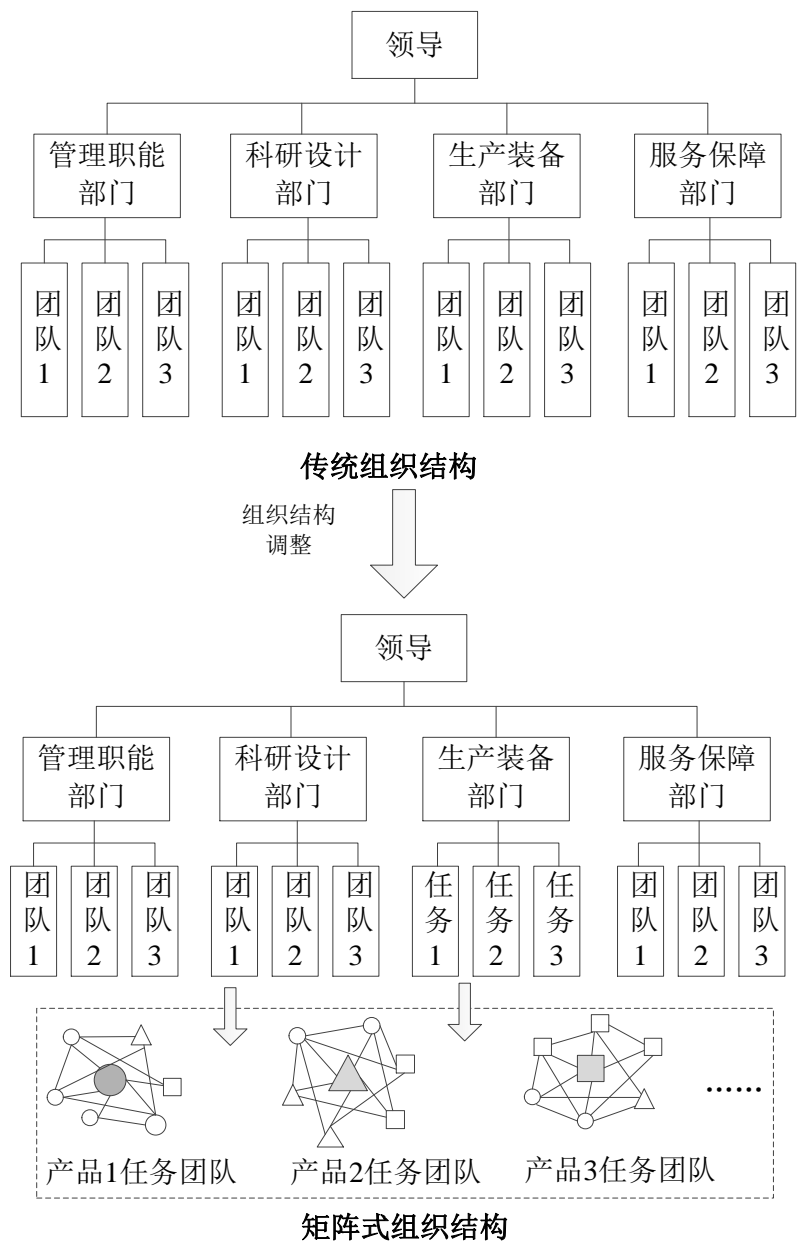 领导
管理职能
部门
科研设计
部门
生产装备
部门
服务保障
部门
团队1
团队2
团队3
团队1
团队2
团队3
团队1
团队2
团队3
团队1
团队2
团队3
传统组织结构
组织结构
调整
领导
管理职能
部门
科研设计
部门
生产装备
部门
服务保障
部门
团队1
团队2
团队3
团队1
团队2
团队3
任务1
任务2
任务3
团队1
团队2
团队3
……
产品1任务团队
产品2任务团队
产品3任务团队
矩阵式组织结构